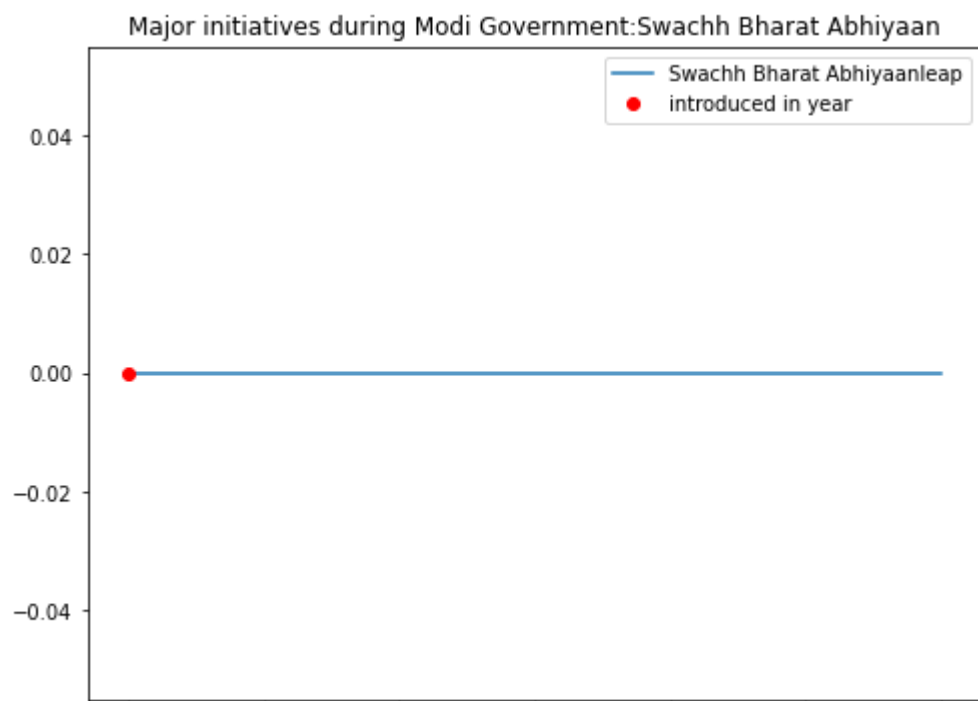 Major initiatives during Modi Government:Swachh Bharat Abhiyaan
Swachh Bharat Abhiyaanleap
introduced in year
0.04
0.02
0.00
−0.02
−0.04